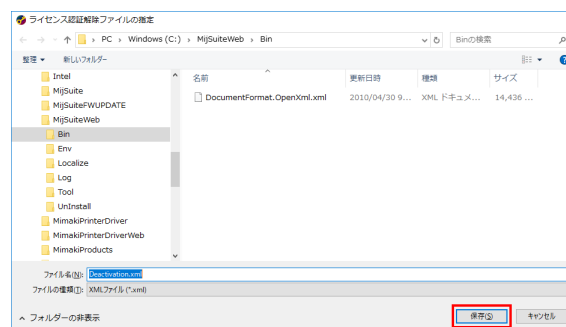 ライセンス認証解除ファイルの指定
PC › Windows (C:) › MijSuiteWeb › Bin
Binの検索
整理 新しいフォルダー
Intel
MijSuite
MijSuiteFWUPDATE
MijSuiteWeb
Bin
Env
Localize
Log
Tool
UnInstall
MimakiPrinterDriver
MimakiPrinterDriverWeb
MimakiProducts
名前 更新日時 種類 サイズ
DocumentFormat.OpenXml.xml 2010/04/30 9... XML ドキュメ... 14,436 ...
ファイル名(N): Deactivation.xml
ファイルの種類(T): XMLファイル (*.xml)
フォルダーの非表示
保存(S) キャンセル